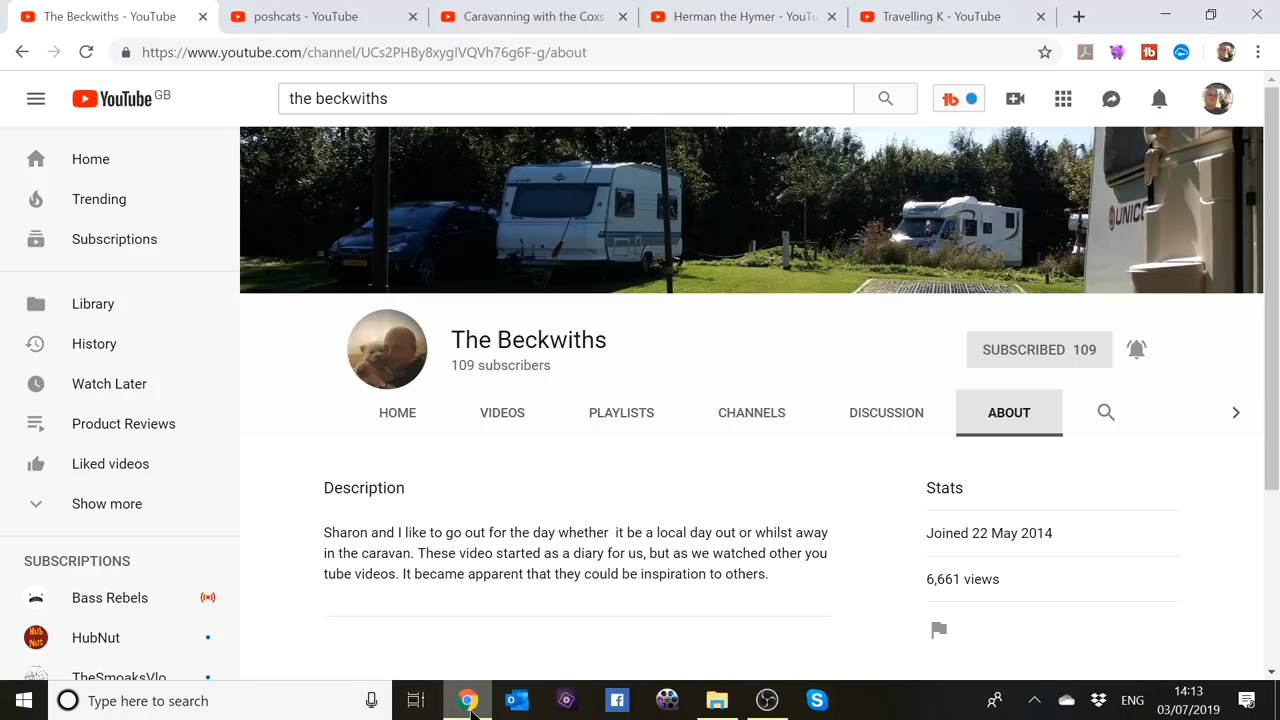 The Beckwiths - YouTube
poshcats - YouTube
Caravanning with the Coxs
Herman the Hymer - YouTu
Travelling K - YouTube
https://www.youtube.com/channel/UCs2PHBy8xygIVQVh76g6F-g/about
YouTube GB
the beckwiths
Home
Trending
Subscriptions
Library
History
Watch Later
Product Reviews
Liked videos
Show more
SUBSCRIPTIONS
Bass Rebels
HubNut
TheSmoaksVlo
UNIC
The Beckwiths
109 subscribers
SUBSCRIBED 109
HOME VIDEOS PLAYLISTS CHANNELS DISCUSSION ABOUT
Description
Sharon and I like to go out for the day whether it be a local day out or whilst away
in the caravan. These video started as a diary for us, but as we watched other you
tube videos. It became apparent that they could be inspiration to others.
Stats
Joined 22 May 2014
6,661 views
Type here to search
ENG
14:13
03/07/2019